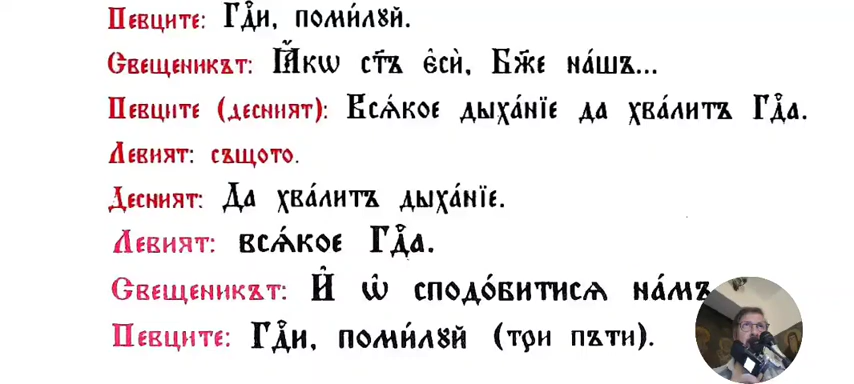 Певците: Гдⷭ҇и, поми́лꙋй.
Свещеникът: Ꙗ҆́кѡ ст҃ъ є҆сѝ, Бж҃е на́шъ...
Певците (десният): Всѧ́кое дыха́нїе да хва́литъ Гдⷭ҇а.
Левият: същото.
Десният: Да хва́литъ дыха́нїе.
Левият: всѧ́кое Гдⷭ҇а.
Свещеникът: И҆̀ ѡ҆̀ сподо́битисѧ на́мъ
Певците: Гдⷭ҇и, поми́лꙋй (три пъти).